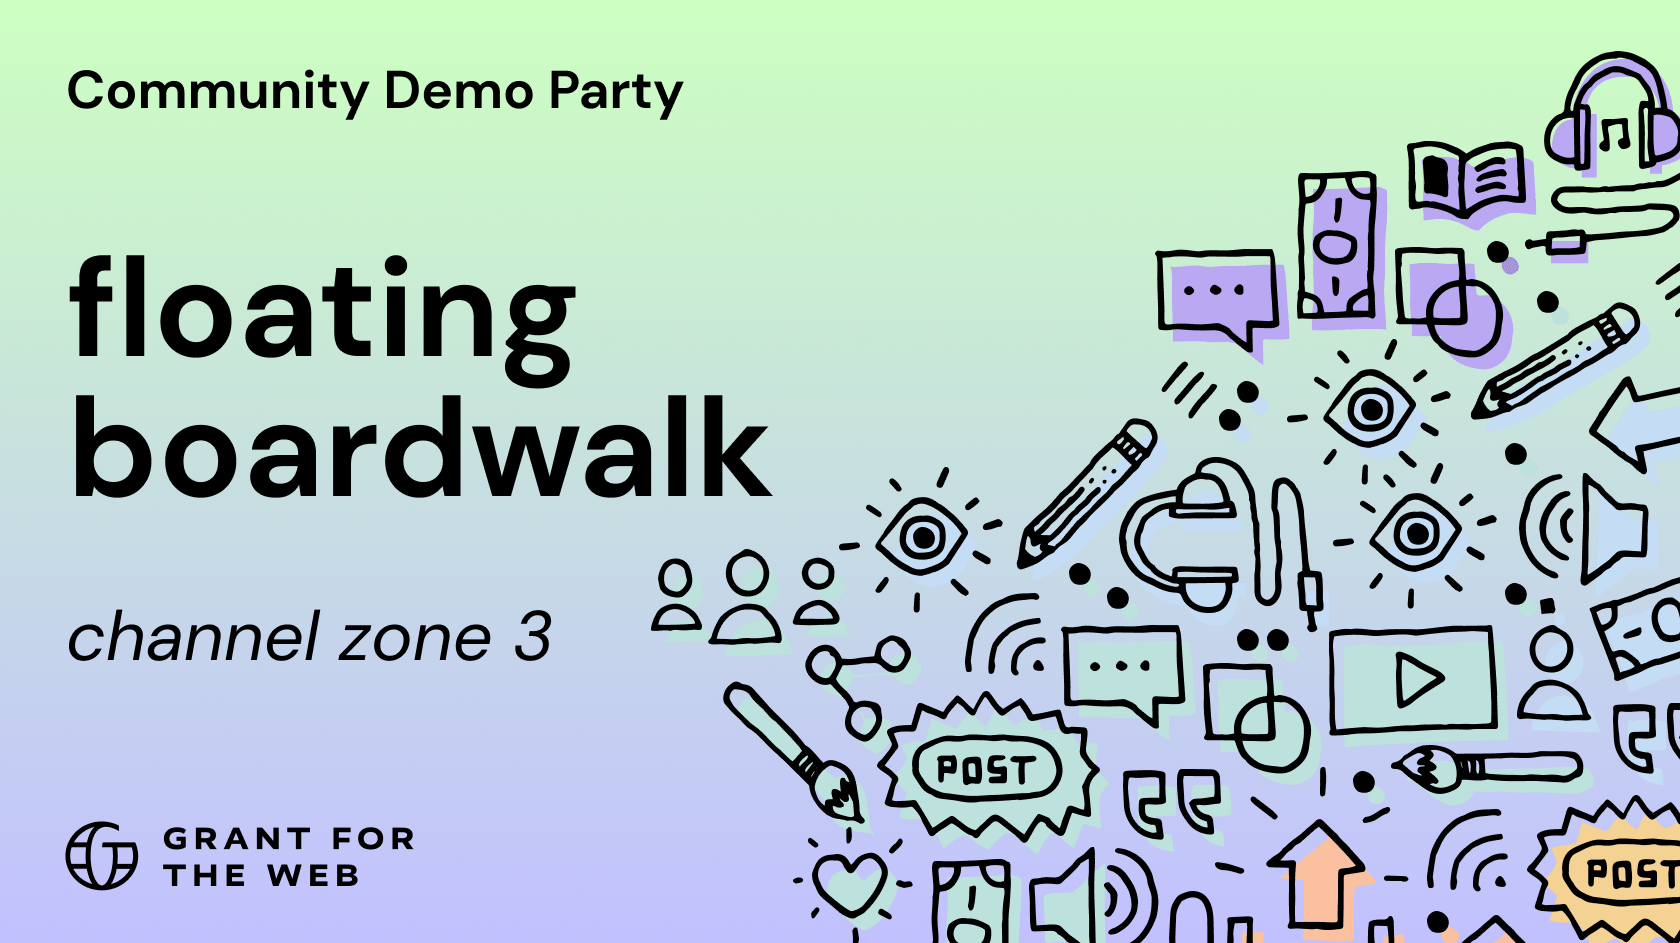 Community Demo Party
floating
boardwalk
channel zone 3
POST
POST
GRANT FOR
THE WEB